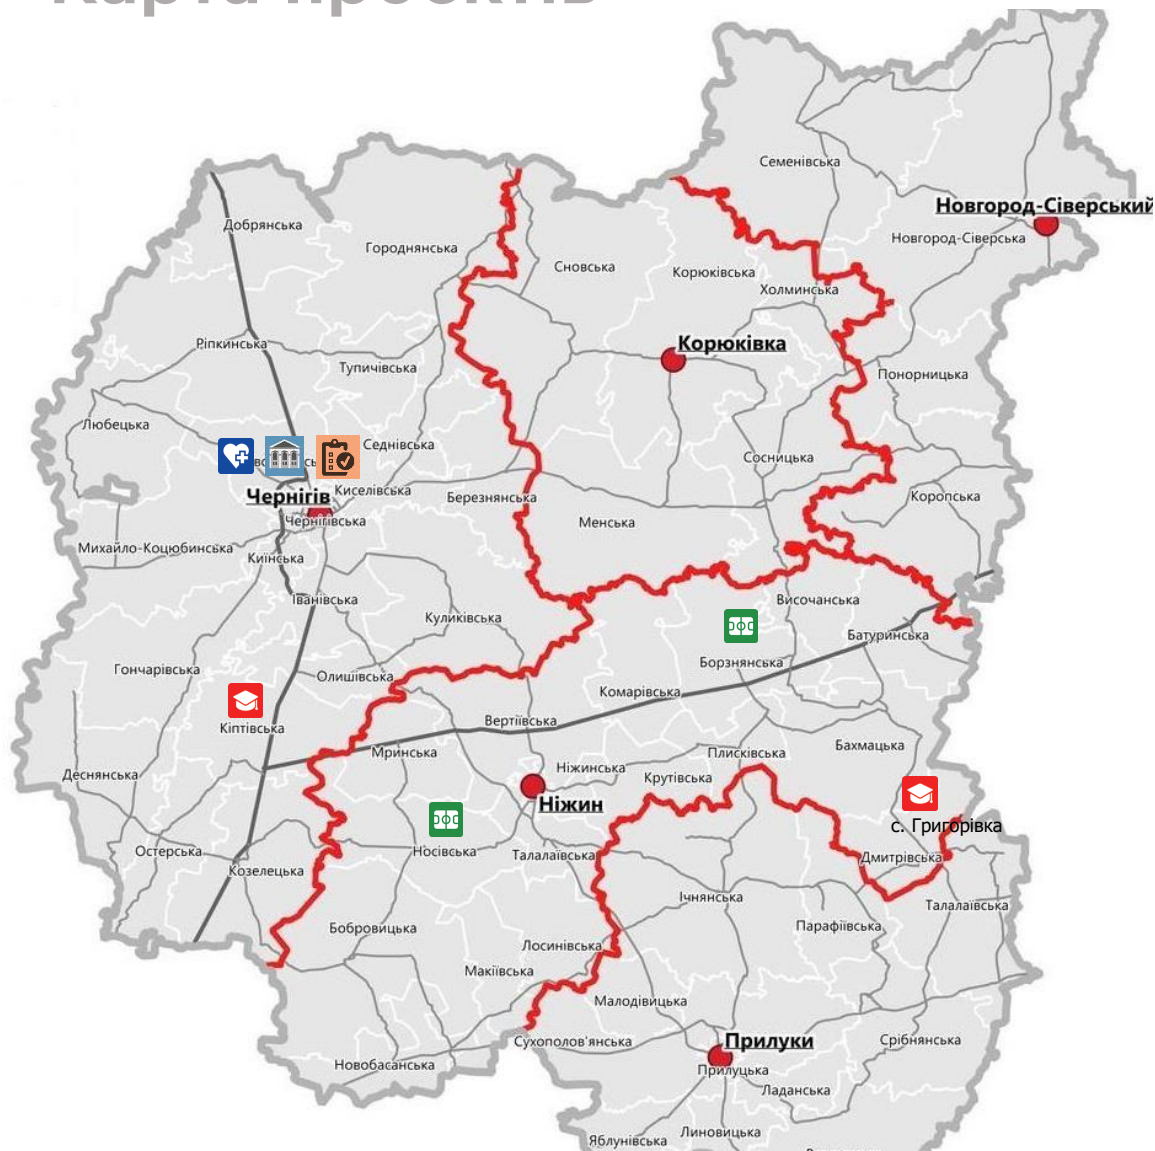 Карта проєктів
Семенівська
Новгород-Сіверський
Добрянська
Новгород-Сіверська
Городнянська
Сновська
Корюківська
Холминська
Ріпкинська
Корюківка
Тупичівська
Понорницька
Любецька
Седнівська
Сосницька
Чернігів
Киселівська
Березнянська
Коропська
Чернігівська
Менська
Михайло-Коцюбинська
Киїнська
Іванівська
Височанська
Куликівська
Батуринська
Гончарівська
Олишівська
Борзнянська
Комарівська
Кіптівська
Вертіївська
Мринська
Плисківська
Бахмацька
Деснянська
Ніжинська
Крутівська
Ніжин
с. Григорівка
Остерська
Носівська
Талалаївська
Дмитрівська
Козелецька
Ічнянська
Талалаївська
Бобровицька
Парафіївська
Лосинівська
Макіївська
Малодівицька
Сухополов'янська
Прилуки
Срібнянська
Новобасанська
Прилуцька
Ладанська
Линовицька
Яблунівська